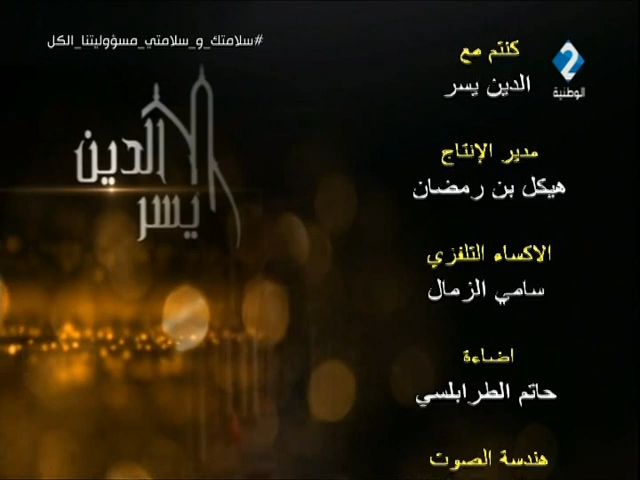 #سلامتك_و_سلامتي_مسؤوليتنا_الكل
2
الوطنية
الدين
يسر
كنتم مع
الدين يسر
مدير الإنتاج
هيكل بن رمضان
الاكساء التلفزي
سامي الزمال
اضاءة
حاتم الطرابلسي
هندسة الصوت